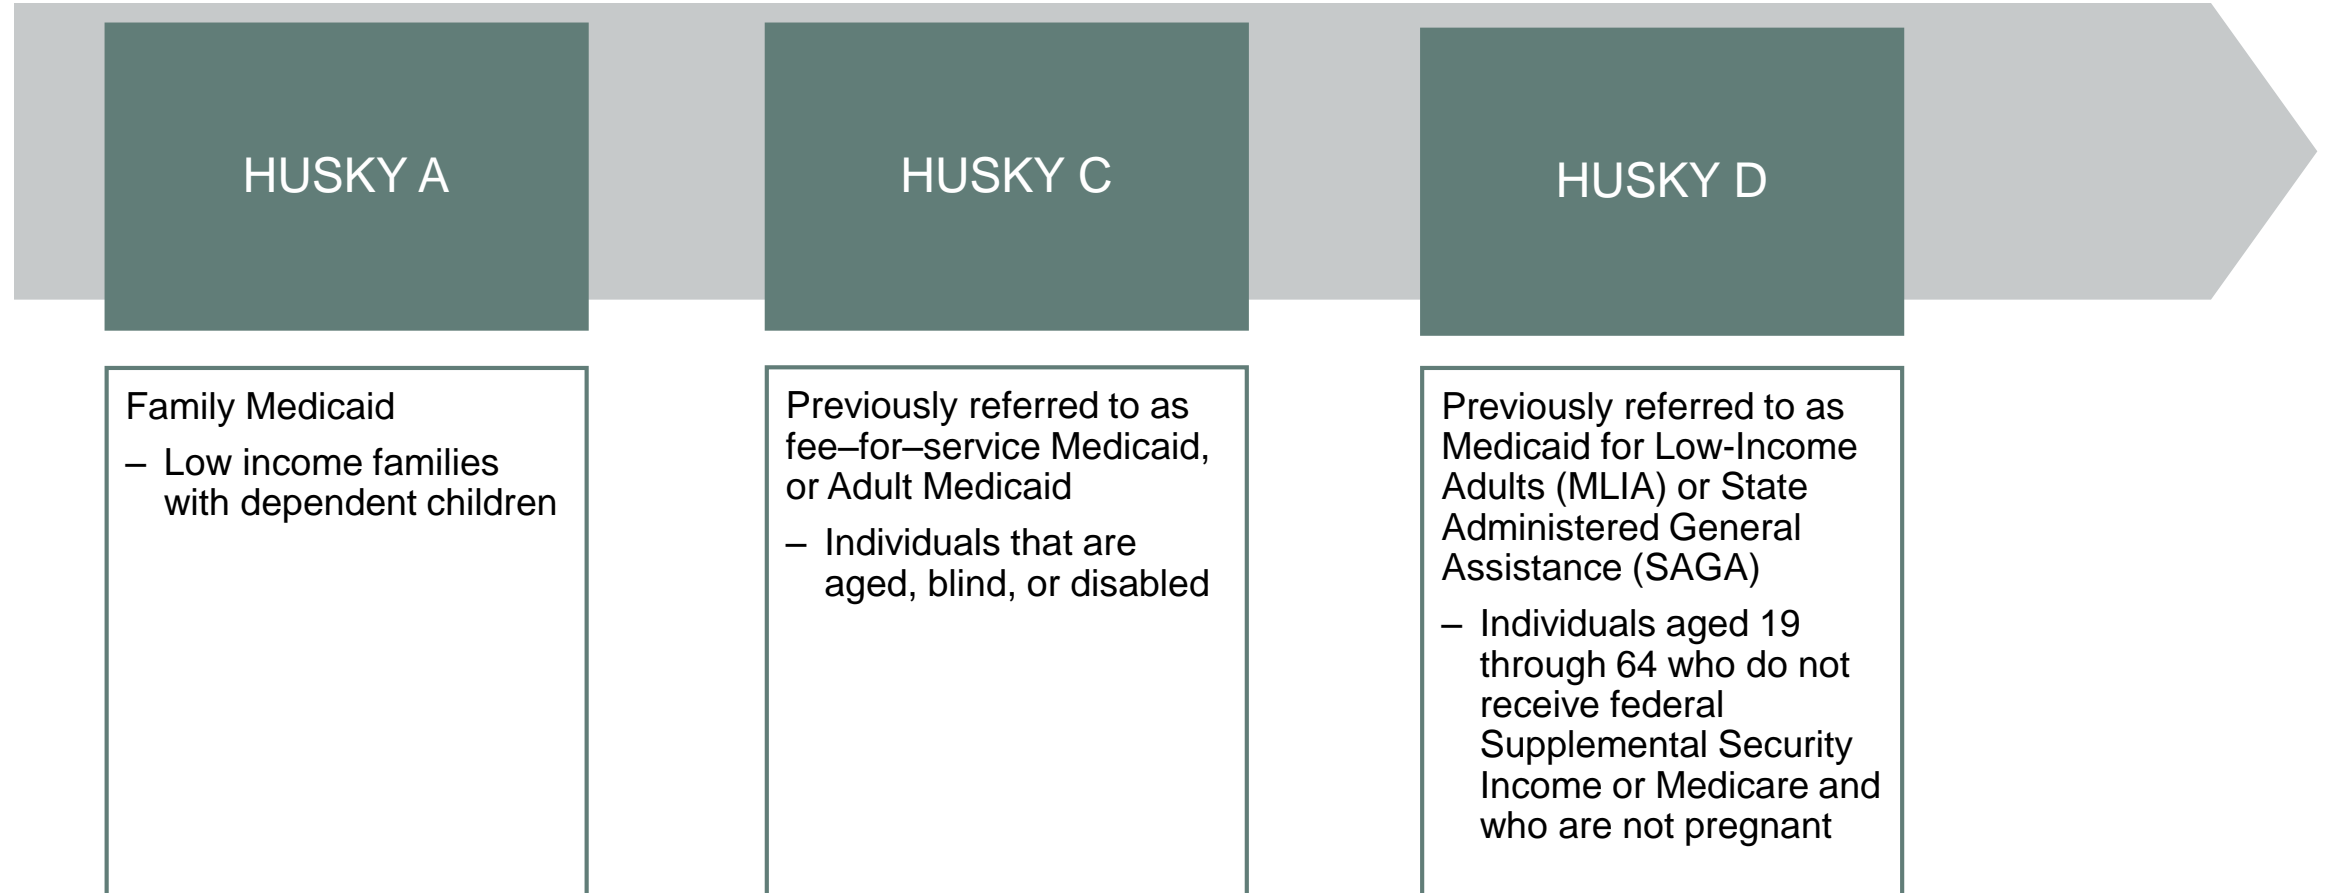 HUSKY A
Family Medicaid
– Low income families
with dependent children
HUSKY C
Previously referred to as
fee–for–service Medicaid,
or Adult Medicaid
– Individuals that are
aged, blind, or disabled
HUSKY D
Previously referred to as
Medicaid for Low-Income
Adults (MLIA) or State
Administered General
Assistance (SAGA)
– Individuals aged 19
through 64 who do not
receive federal
Supplemental Security
Income or Medicare and
who are not pregnant